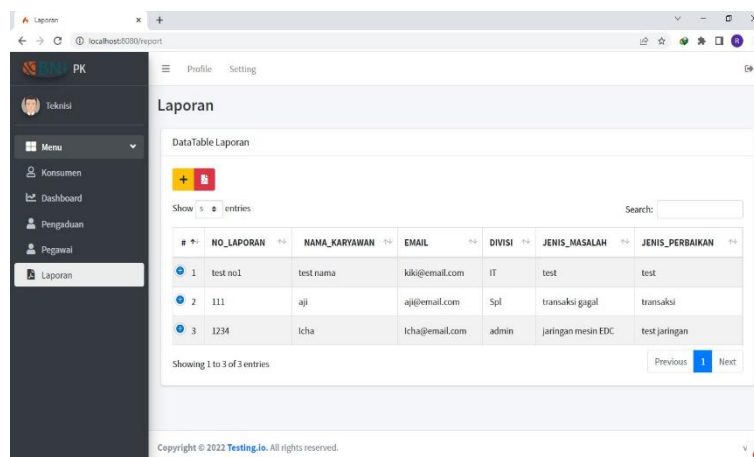 Laporan
localhost:8080/report
BNI PK
Profile Setting
Teknisi
Laporan
Menu
Konsumen
Dashboard
Pengaduan
Pegawai
Laporan
DataTable Laporan
Show 5 entries
Search:
# NO_LAPORAN NAMA_KARYAWAN EMAIL DIVISI JENIS_MASALAH JENIS_PERBAIKAN
1 test no1 test nama kiki@email.com IT test test
2 111 aji aji@email.com Spl transaksi gagal transaksi
3 1234 Icha Icha@email.com admin jaringan mesin EDC test jaringan
Showing 1 to 3 of 3 entries
Previous 1 Next
Copyright © 2022 Testing.io. All rights reserved.